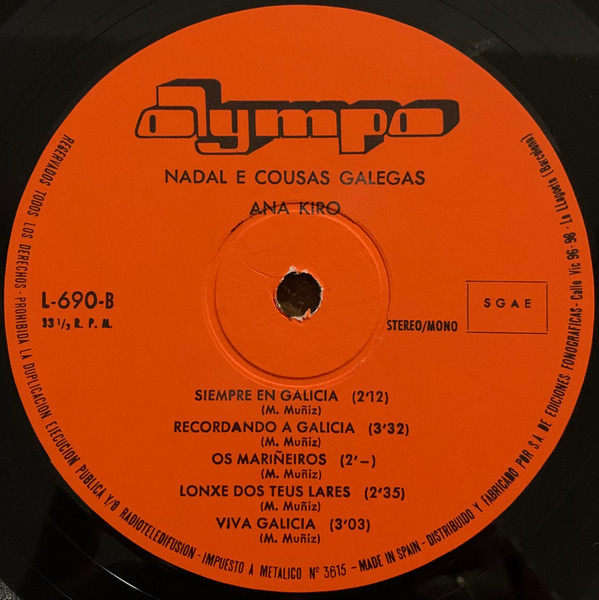 Olympo
NADAL E COUSAS GALEGAS
ANA KIRO
L-690-B
33 1/3 R. P. M.
STEREO/MONO
SGAE
SIEMPRE EN GALICIA (2'12)
(M. Muñiz)
RECORDANDO A GALICIA (3'32)
(M. Muñiz)
OS MARIÑEIROS (2'-)
(M. Muñiz)
LONXE DOS TEUS LARES (2'35)
(M. Muñiz)
VIVA GALICIA (3'03)
(M. Muñiz)
RESERVADOS TODOS LOS DERECHOS - PROHIBIDA LA DUPLICACION EJECUCION PUBLICA Y/O RADIOTELEDIFUSION - IMPUESTO A METALICO Nº 3615 - MADE IN SPAIN - DISTRIBUIDO Y FABRICADO POR S.A. DE EDICIONES FONOGRAFICAS - Calle Vic 96-98 - La Llagosta (Barcelona)